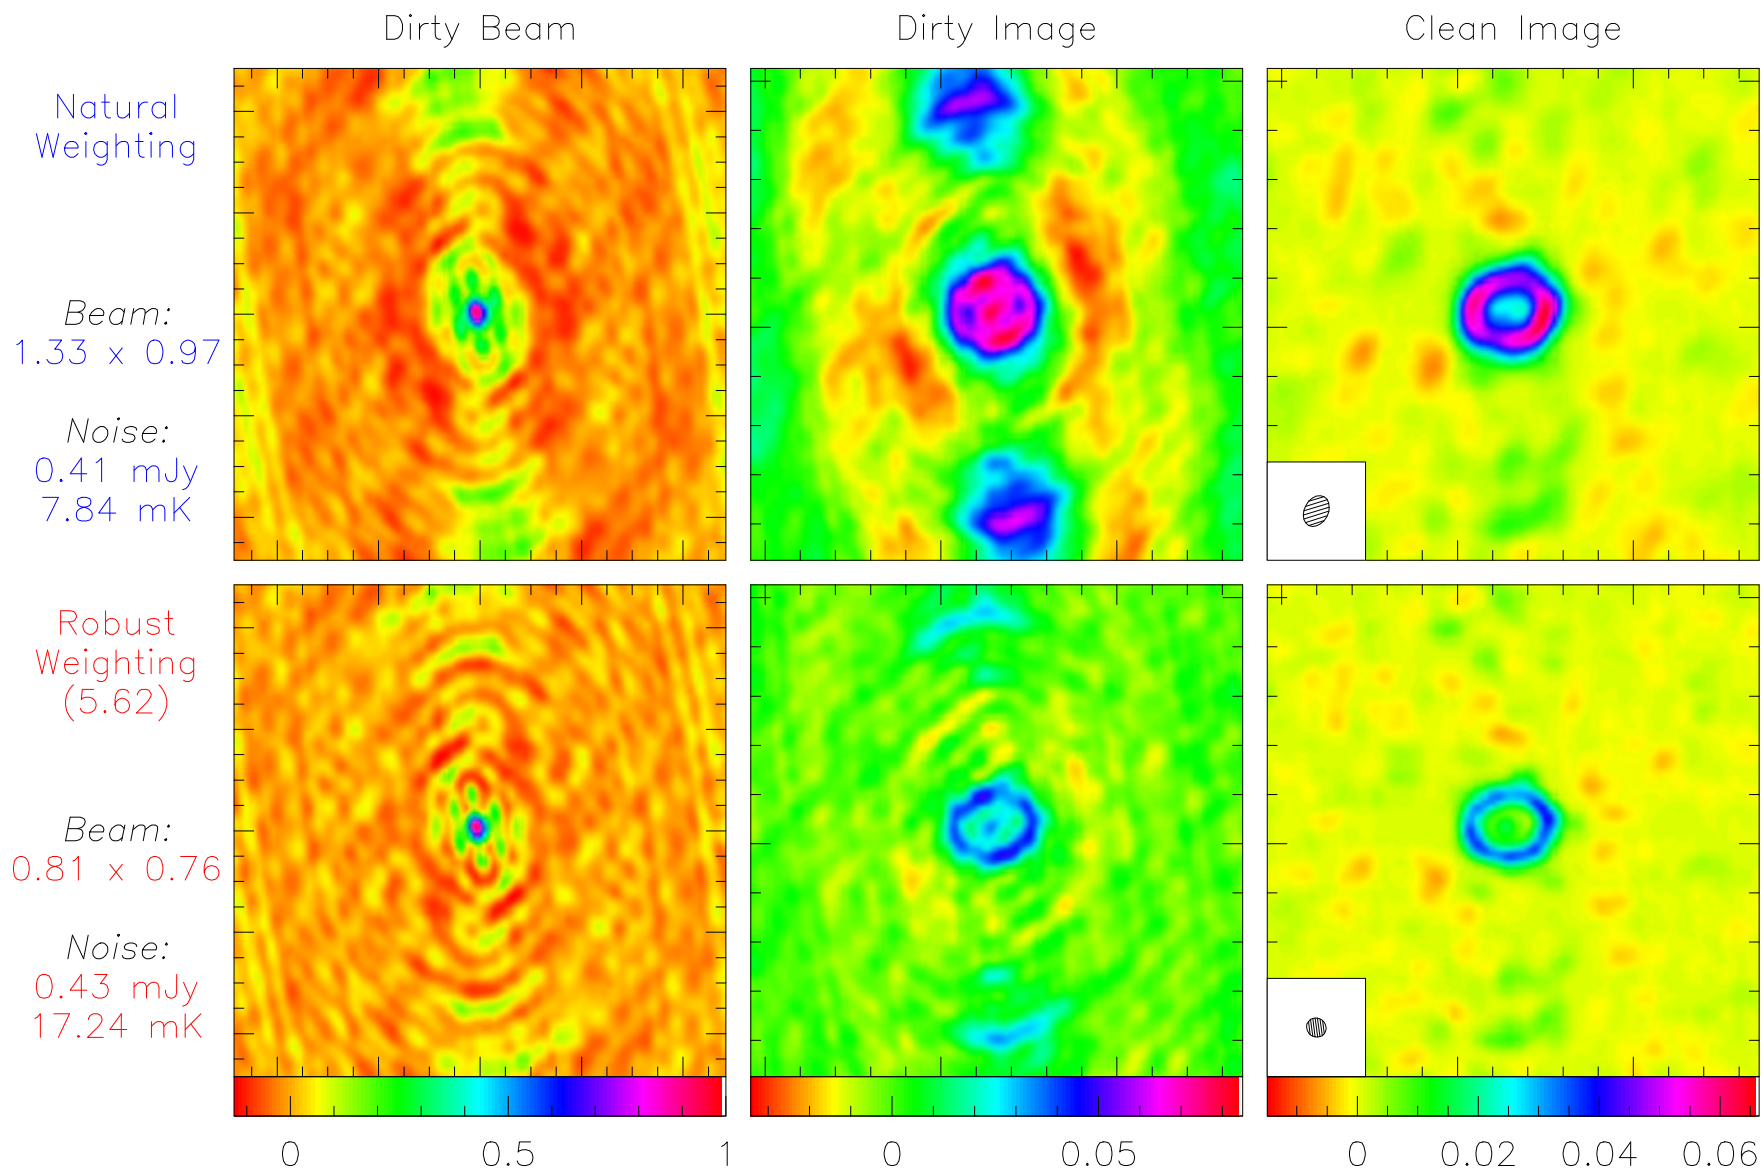 Dirty Beam
Dirty Image
Clean Image
Natural
Weighting
Beam:
1.33 x 0.97
Noise:
0.41 mJy
7.84 mK
Robust
Weighting
(5.62)
Beam:
0.81 x 0.76
Noise:
0.43 mJy
17.24 mK
0 0.5 1
0 0.05
0 0.02 0.04 0.06